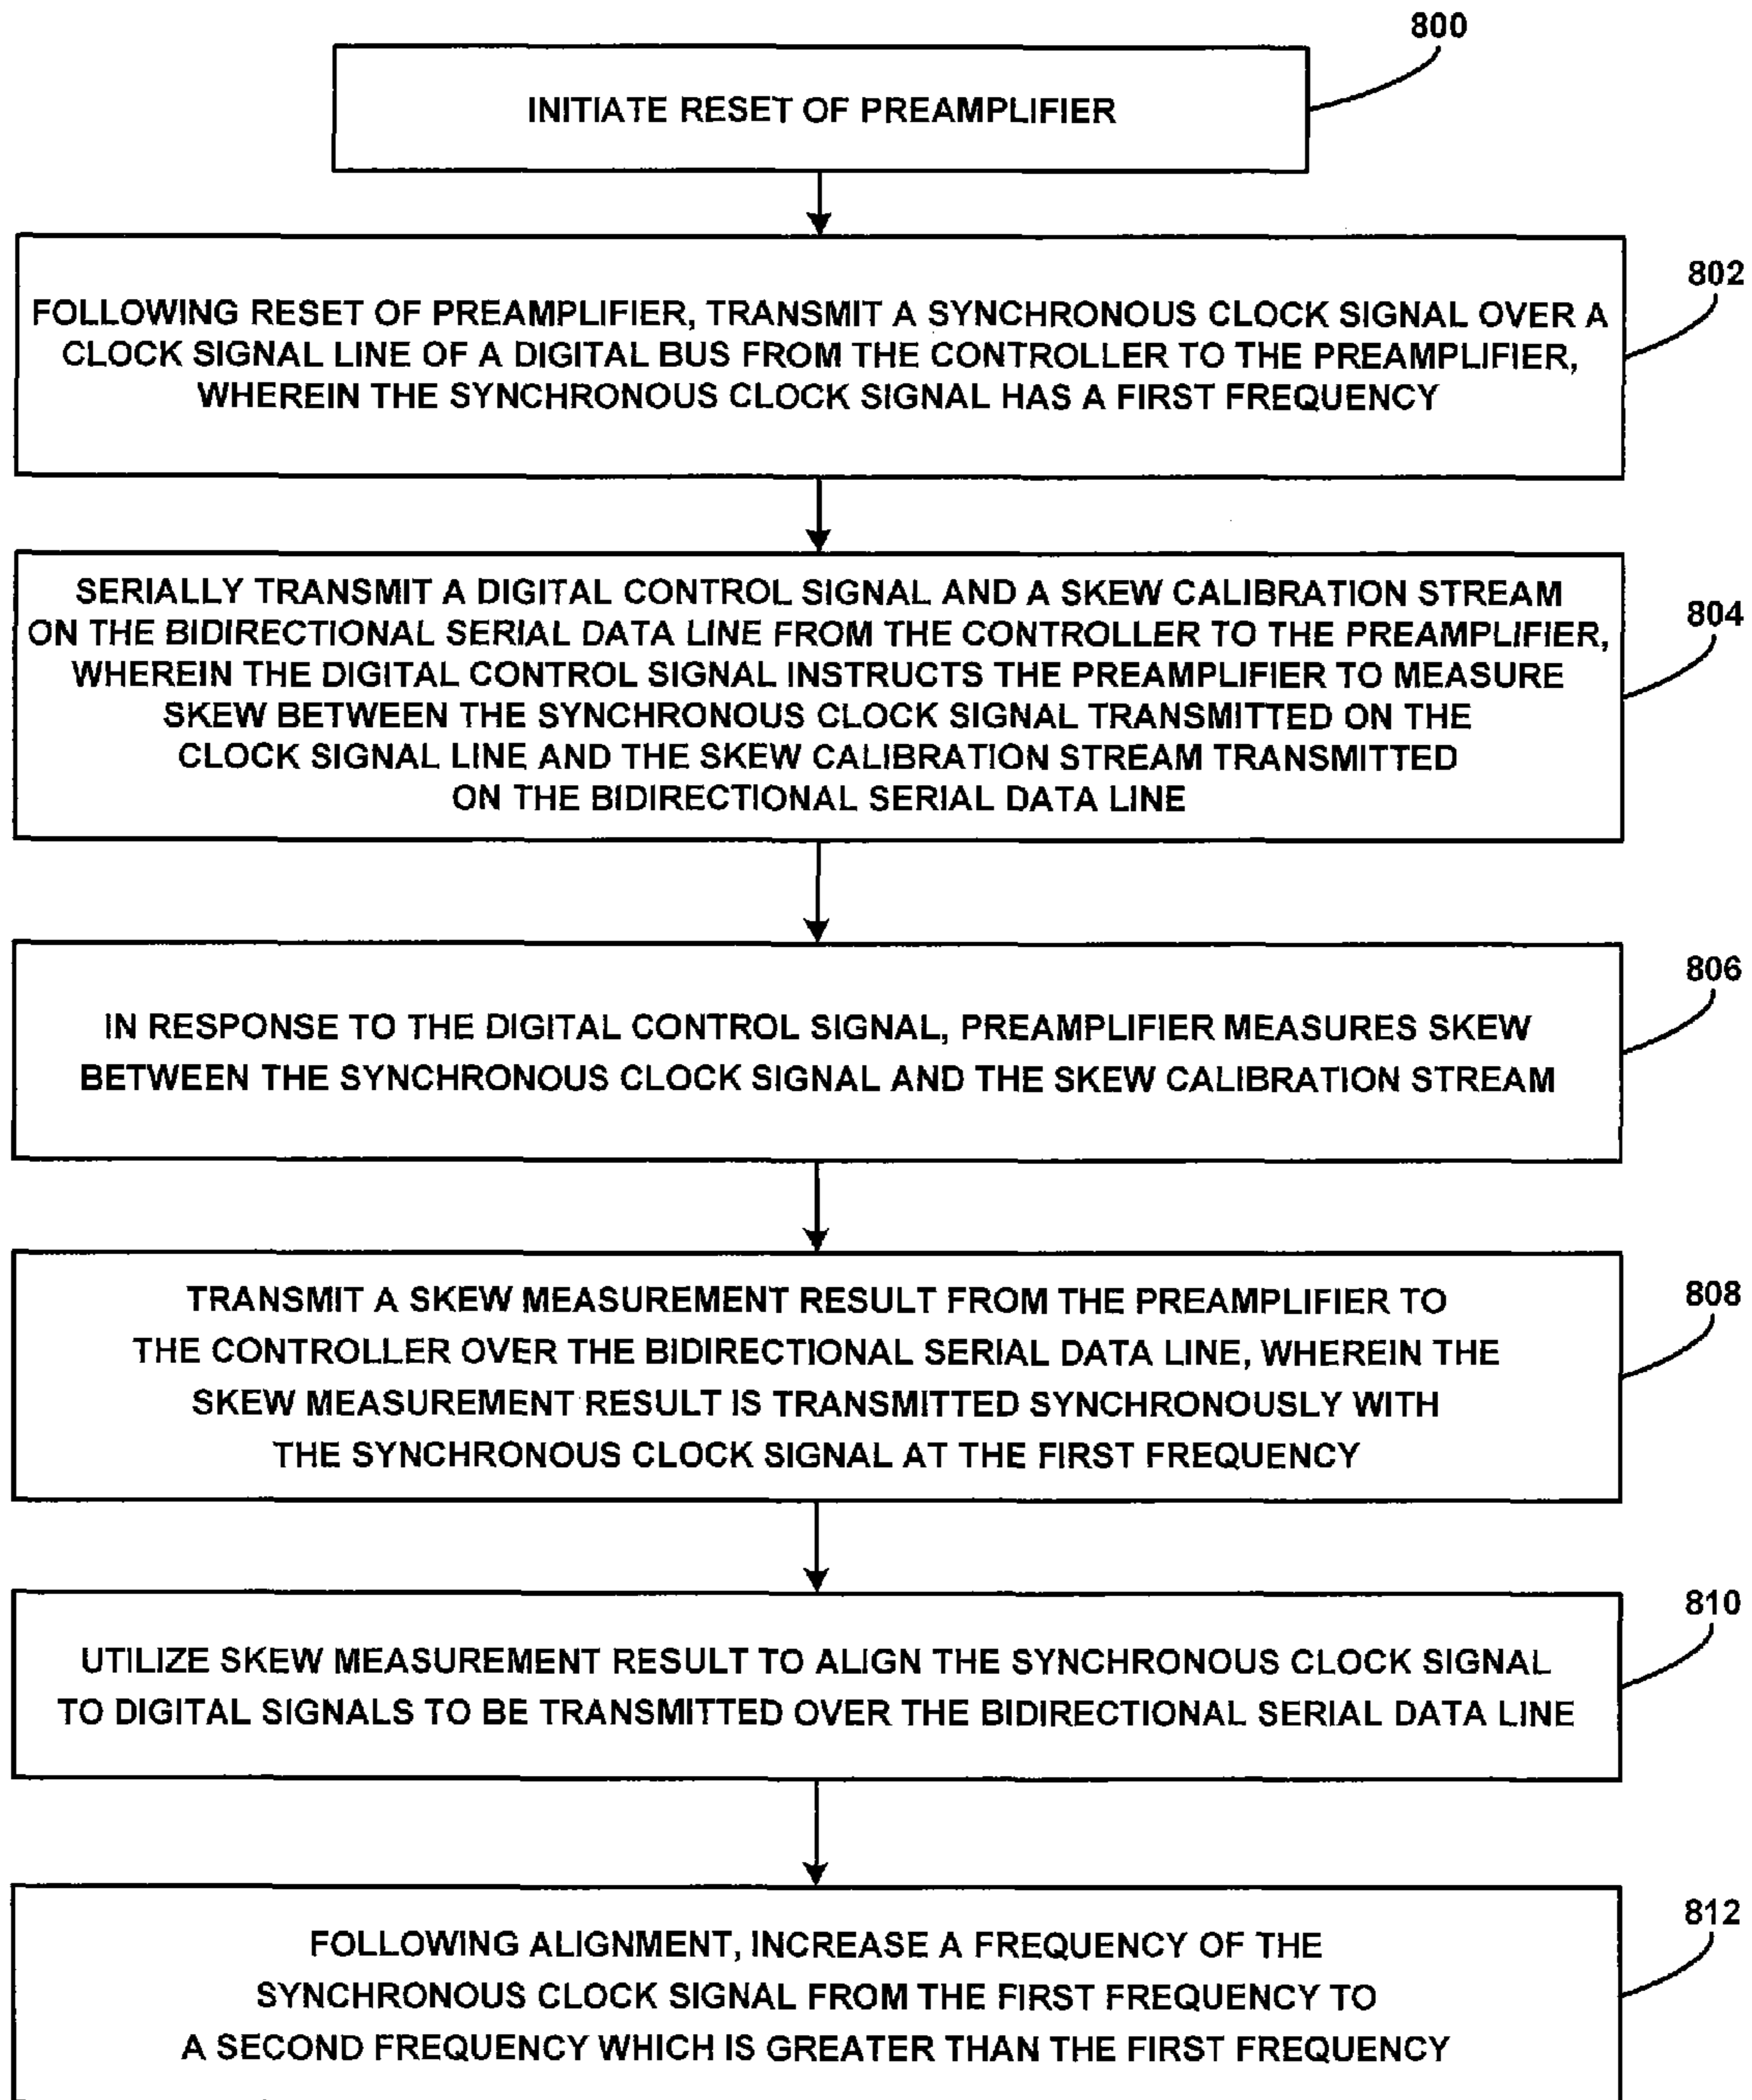 800
INITIATE RESET OF PREAMPLIFIER
802
FOLLOWING RESET OF PREAMPLIFIER, TRANSMIT A SYNCHRONOUS CLOCK SIGNAL OVER A
CLOCK SIGNAL LINE OF A DIGITAL BUS FROM THE CONTROLLER TO THE PREAMPLIFIER,
WHEREIN THE SYNCHRONOUS CLOCK SIGNAL HAS A FIRST FREQUENCY
804
SERIALLY TRANSMIT A DIGITAL CONTROL SIGNAL AND A SKEW CALIBRATION STREAM
ON THE BIDIRECTIONAL SERIAL DATA LINE FROM THE CONTROLLER TO THE PREAMPLIFIER,
WHEREIN THE DIGITAL CONTROL SIGNAL INSTRUCTS THE PREAMPLIFIER TO MEASURE
SKEW BETWEEN THE SYNCHRONOUS CLOCK SIGNAL TRANSMITTED ON THE
CLOCK SIGNAL LINE AND THE SKEW CALIBRATION STREAM TRANSMITTED
ON THE BIDIRECTIONAL SERIAL DATA LINE
806
IN RESPONSE TO THE DIGITAL CONTROL SIGNAL, PREAMPLIFIER MEASURES SKEW
BETWEEN THE SYNCHRONOUS CLOCK SIGNAL AND THE SKEW CALIBRATION STREAM
808
TRANSMIT A SKEW MEASUREMENT RESULT FROM THE PREAMPLIFIER TO
THE CONTROLLER OVER THE BIDIRECTIONAL SERIAL DATA LINE, WHEREIN THE
SKEW MEASUREMENT RESULT IS TRANSMITTED SYNCHRONOUSLY WITH
THE SYNCHRONOUS CLOCK SIGNAL AT THE FIRST FREQUENCY
810
UTILIZE SKEW MEASUREMENT RESULT TO ALIGN THE SYNCHRONOUS CLOCK SIGNAL
TO DIGITAL SIGNALS TO BE TRANSMITTED OVER THE BIDIRECTIONAL SERIAL DATA LINE
812
FOLLOWING ALIGNMENT, INCREASE A FREQUENCY OF THE
SYNCHRONOUS CLOCK SIGNAL FROM THE FIRST FREQUENCY TO
A SECOND FREQUENCY WHICH IS GREATER THAN THE FIRST FREQUENCY